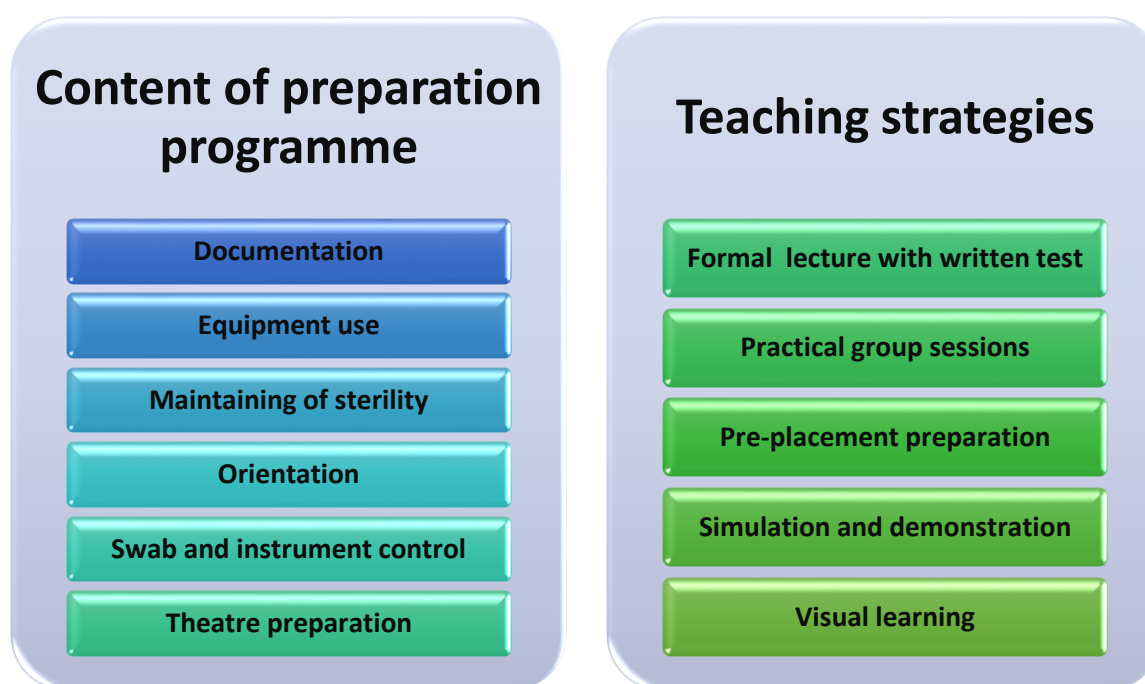 Content of preparation
programme
Documentation
Equipment use
Maintaining of sterility
Orientation
Swab and instrument control
Theatre preparation
Teaching strategies
Formal  lecture with written test
Practical group sessions
Pre-placement preparation
Simulation and demonstration
Visual learning